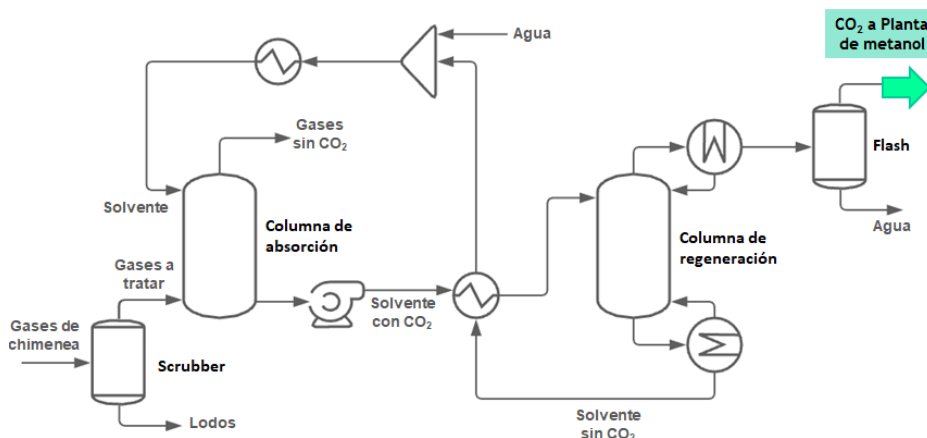 CO₂ a Planta
de metanol
Agua
Gases
sin CO₂
Flash
Solvente
Columna de
absorción
Columna de
regeneración
Agua
Gases a
tratar
Solvente
con CO₂
Gases de
chimenea
Scrubber
Lodos
Solvente
sin CO₂